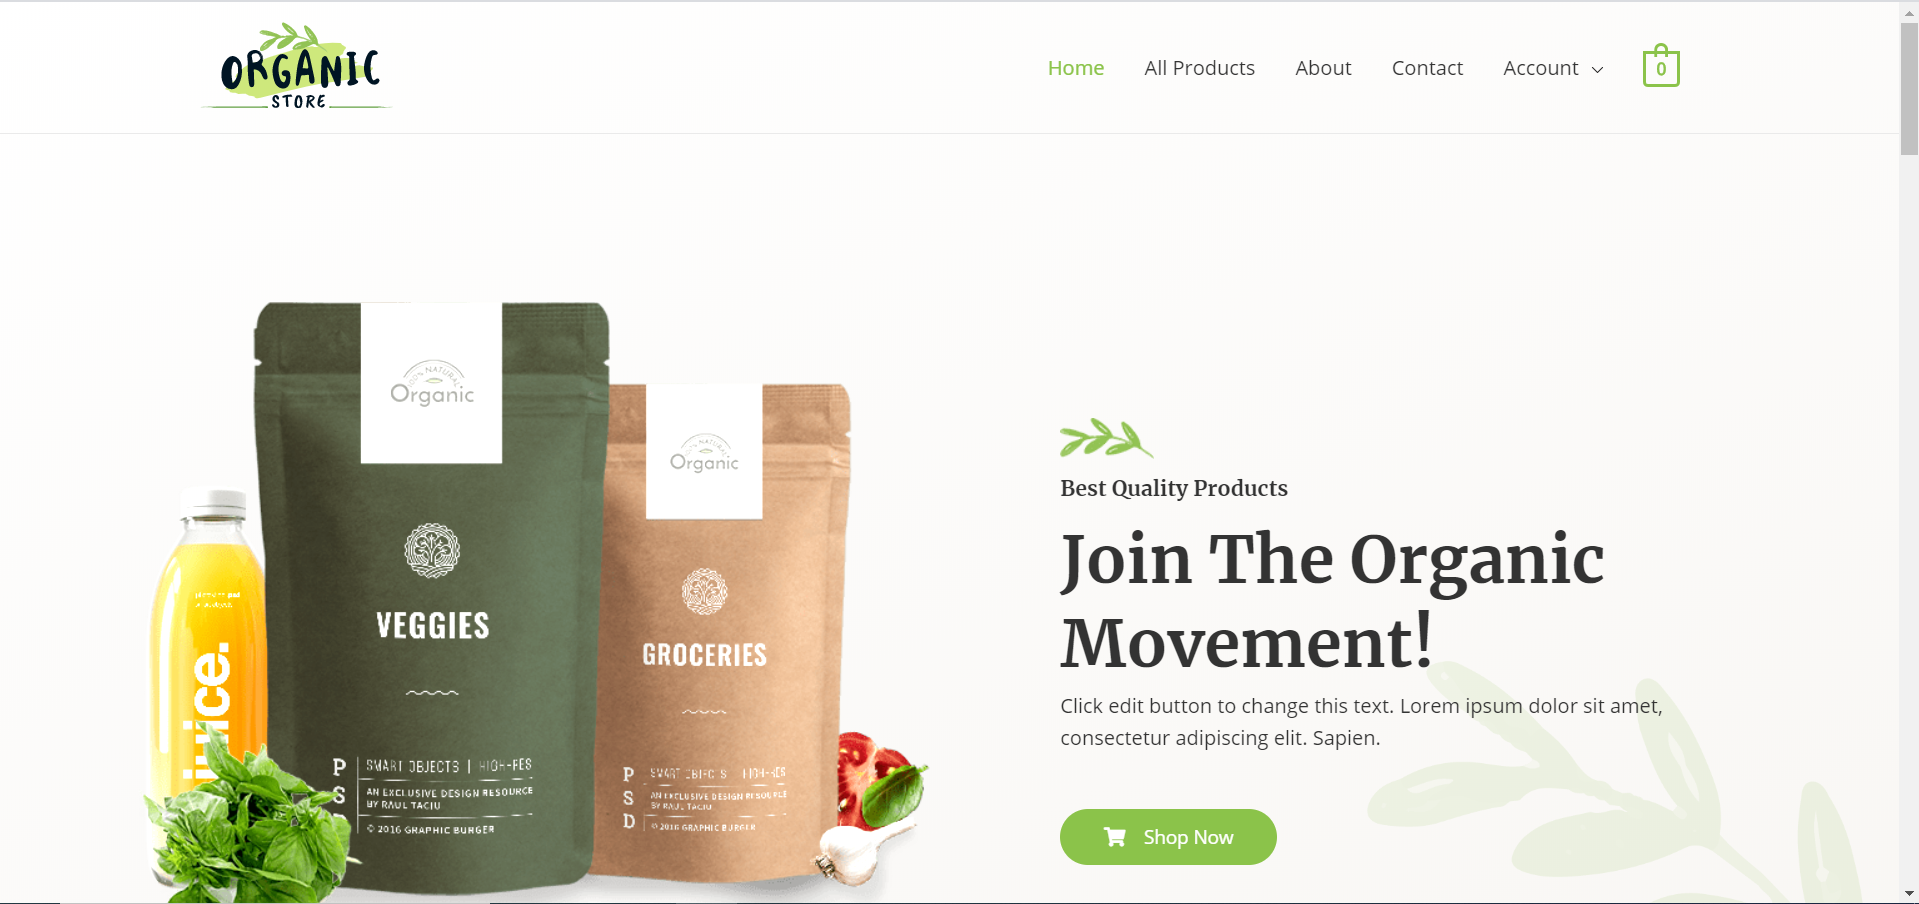 ORGANIC
STORE
Home
All Products
About
Contact
Account
0
100% NATURAL
Organic
VEGGIES
P
S
D
SMART OBJECTS | HIGH-RES
AN EXCLUSIVE DESIGN RESOURCE
BY RAUL TACIU
© 2016 GRAPHIC BURGER
100% NATURAL
Organic
GROCERIES
P
S
D
SMART OBJECTS | HIGH-RES
AN EXCLUSIVE DESIGN RESOURCE
BY RAUL TACIU
© 2016 GRAPHIC BURGER
juice.
Best Quality Products
Join The Organic
Movement!
Click edit button to change this text. Lorem ipsum dolor sit amet,
consectetur adipiscing elit. Sapien.
Shop Now